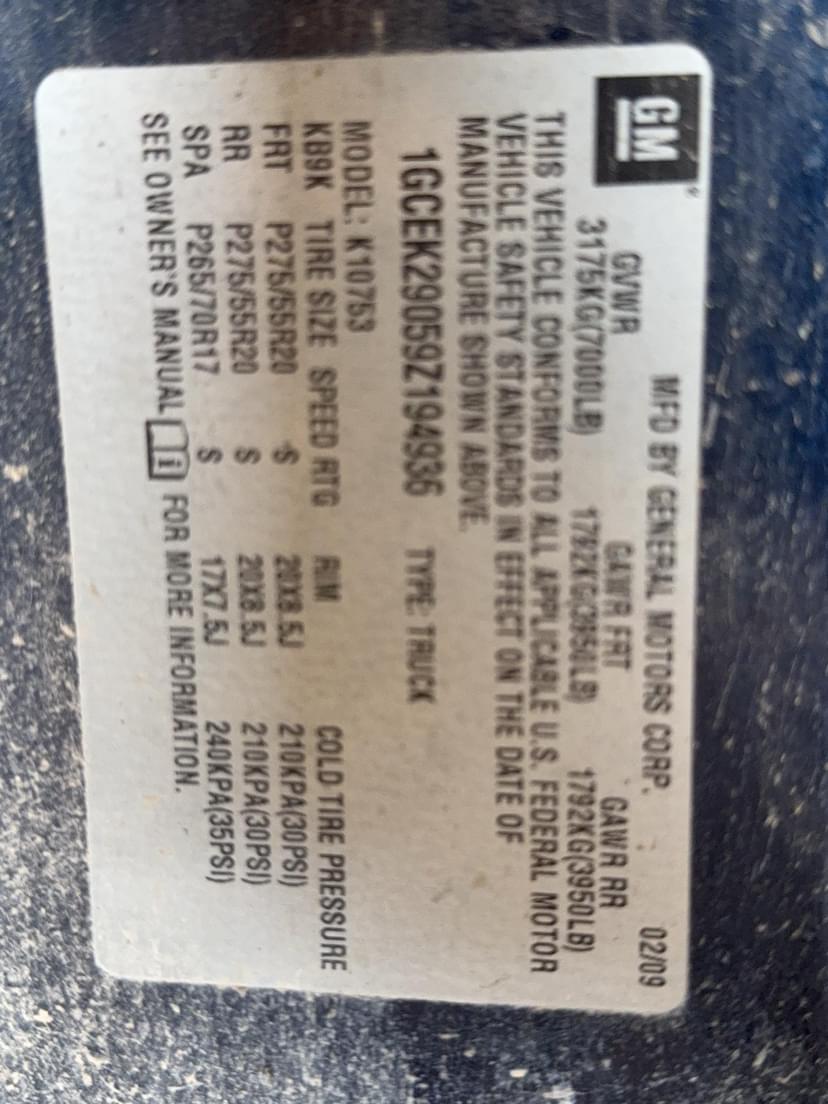 GM
MFD BY GENERAL MOTORS CORP. 02/09
GVWR GAWR FRT GAWR RR
3175KG(7000LB) 1792KG(3950LB) 1792KG(3950LB)
THIS VEHICLE CONFORMS TO ALL APPLICABLE U.S. FEDERAL MOTOR
VEHICLE SAFETY STANDARDS IN EFFECT ON THE DATE OF
MANUFACTURE SHOWN ABOVE.
1GCEK29059Z194936 TYPE: TRUCK
MODEL: K10753
KB9K TIRE SIZE SPEED RTG RIM COLD TIRE PRESSURE
FRT P275/55R20 S 20X8.5J 210KPA(30PSI)
RR P275/55R20 S 20X8.5J 210KPA(30PSI)
SPA P265/70R17 S 17X7.5J 240KPA(35PSI)
SEE OWNER'S MANUAL i FOR MORE INFORMATION.